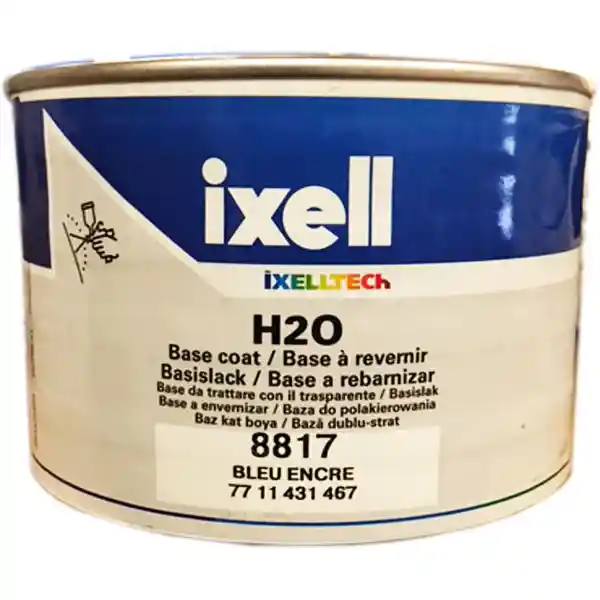 ixell
iXELLTECh
H2O
Base coat / Base à revernir
Basislack / Base a rebarnizar
Base da trattare con il trasparente / Basislak
Base a envernizar / Baza do polakierowania
Baz kat boya / Bază dublu-strat
8817
BLEU ENCRE
77 11 431 467